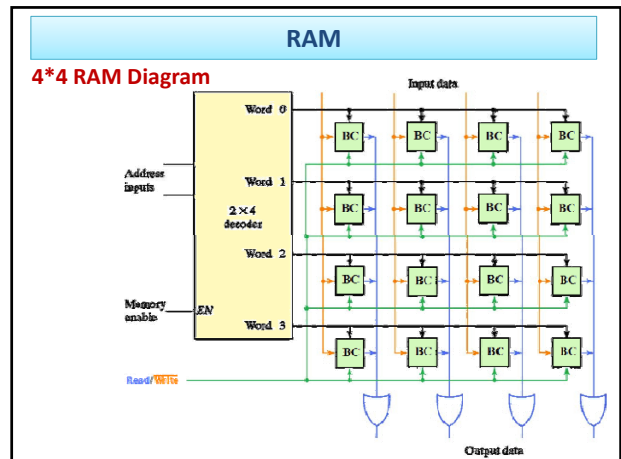 RAM
4*4 RAM Diagram
Input data
Word 0
BC BC BC BC
Address
inputs
Word 1
2×4
decoder
BC BC BC BC
Word 2
BC BC BC BC
Memory
enable
EN
Word 3
BC BC BC BC
Read/Write
Output data